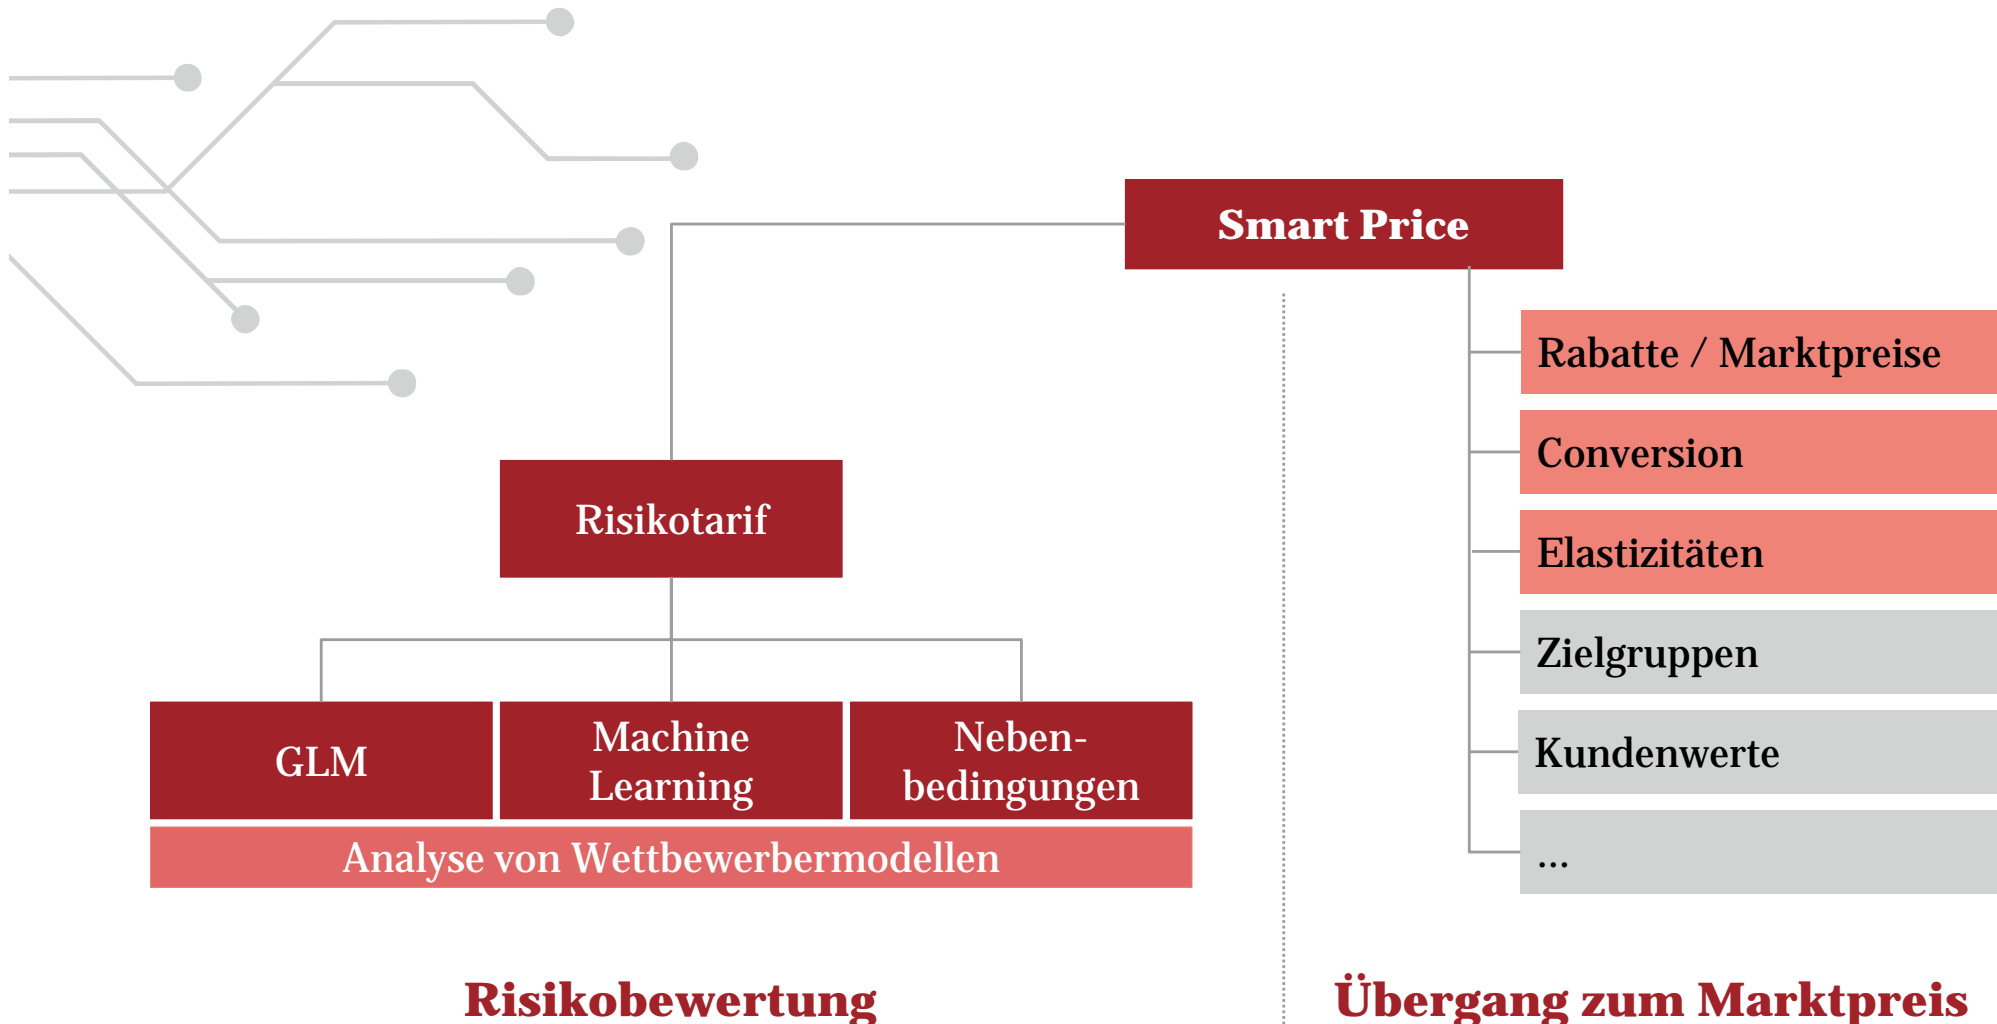 Smart Price
Risikotarif
GLM
Machine
Learning
Neben-
bedingungen
Analyse von Wettbewerbermodellen
Risikobewertung
Rabatte / Marktpreise
Conversion
Elastizitäten
Zielgruppen
Kundenwerte
...
Übergang zum Marktpreis